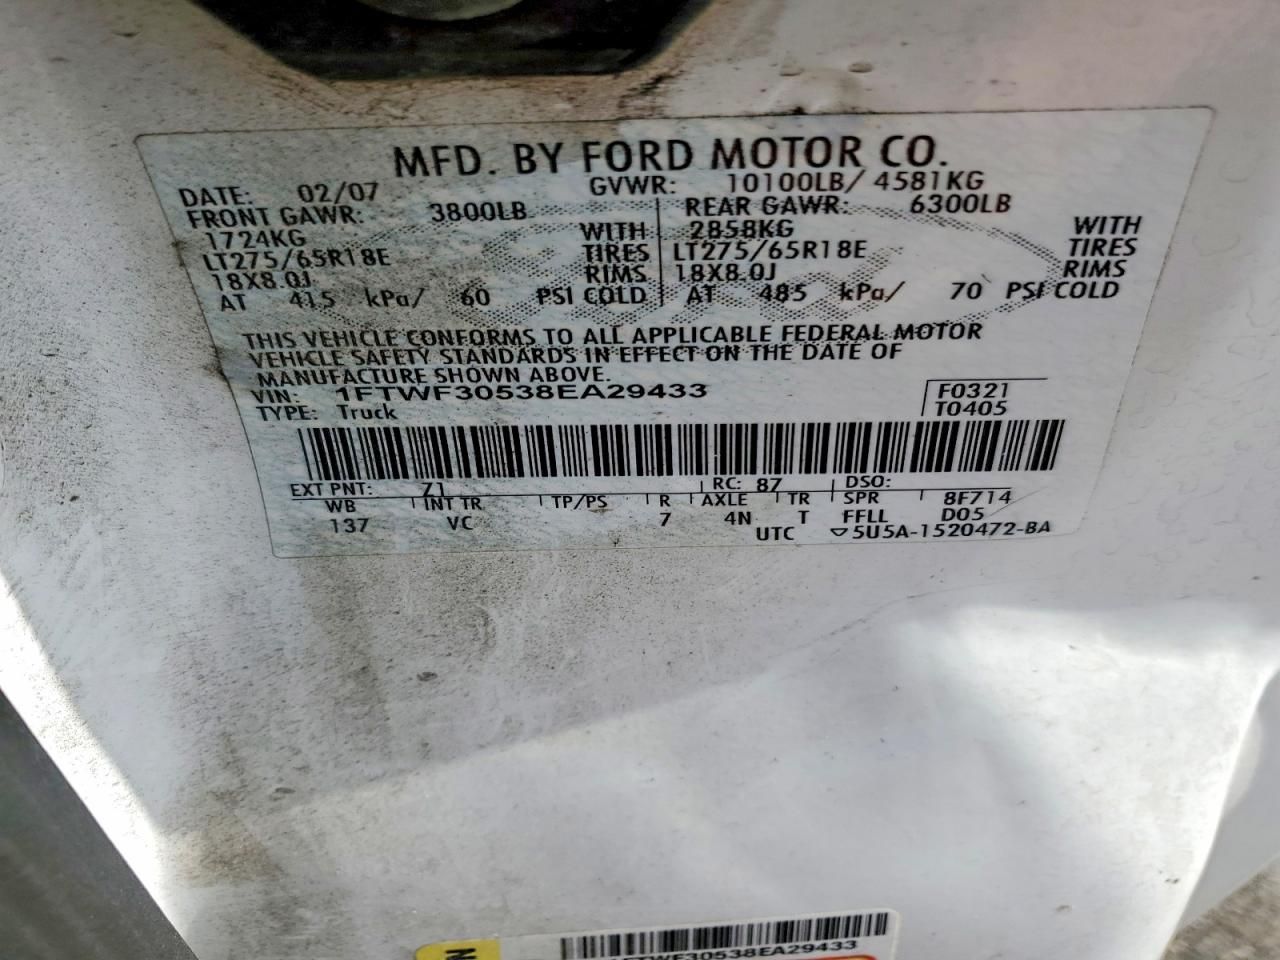 MFD. BY FORD MOTOR CO.
DATE: 02/07 GVWR: 10100LB/ 4581KG
FRONT GAWR: 3800LB REAR GAWR: 6300LB
1724KG WITH 2858KG WITH
LT275/65R18E TIRES LT275/65R18E TIRES
18X8.0J RIMS 18X8.0J RIMS
AT 415 kPa/ 60 PSI COLD AT 485 kPa/ 70 PSI COLD
THIS VEHICLE CONFORMS TO ALL APPLICABLE FEDERAL MOTOR
VEHICLE SAFETY STANDARDS IN EFFECT ON THE DATE OF
MANUFACTURE SHOWN ABOVE.
VIN: 1FTWF30538EA29433 F0321
TYPE: Truck T0405
EXT PNT: Z1 RC: 87 DSO:
WB INT TR TP/PS R AXLE TR SPR 8F714
137 VC 7 4N T FFLL D05
UTC ▽5U5A-1520472-BA
1FTWF30538EA29433